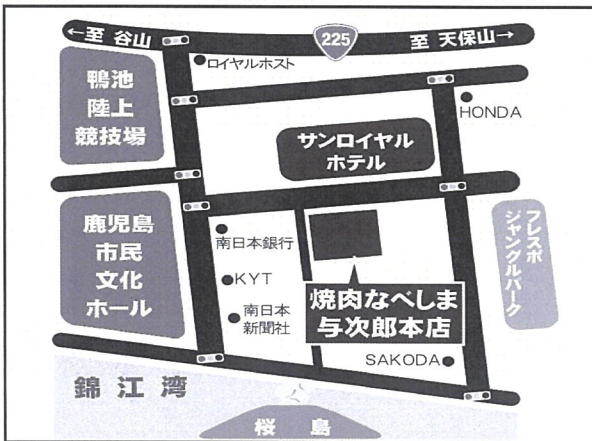 ←至 谷山
225
至 天保山→
ロイヤルホスト
鴨池
陸上
競技場
HONDA
サンロイヤル
ホテル
鹿児島
市民
文化
ホール
南日本銀行
KYT
南日本
新聞社
フレスポ
ジャングルパーク
焼肉なべしま
与次郎本店
SAKODA
錦江湾
桜島